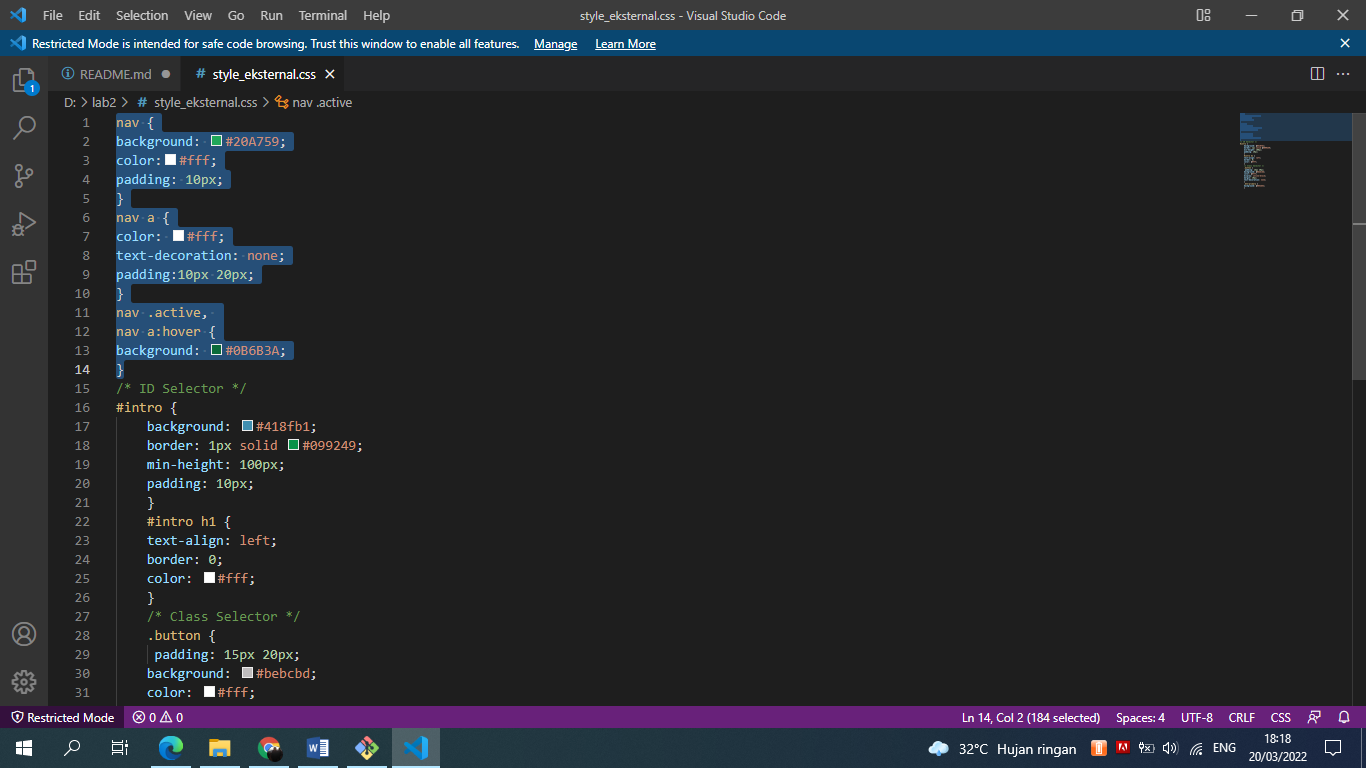 File Edit Selection View Go Run Terminal Help style_eksternal.css - Visual Studio Code
Restricted Mode is intended for safe code browsing. Trust this window to enable all features. Manage Learn More
README.md # style_eksternal.css
D: > lab2 > # style_eksternal.css > nav .active
1 nav {
2 background: #20A759;
3 color: #fff;
4 padding: 10px;
5 }
6 nav a {
7 color: #fff;
8 text-decoration: none;
9 padding:10px 20px;
10 }
11 nav .active,
12 nav a:hover {
13 background: #0B6B3A;
14 }
15 /* ID Selector */
16 #intro {
17 background: #418fb1;
18 border: 1px solid #099249;
19 min-height: 100px;
20 padding: 10px;
21 }
22 #intro h1 {
23 text-align: left;
24 border: 0;
25 color: #fff;
26 }
27 /* Class Selector */
28 .button {
29 padding: 15px 20px;
30 background: #bebcbd;
31 color: #fff;
1
Restricted Mode 0 0 Ln 14, Col 2 (184 selected) Spaces: 4 UTF-8 CRLF CSS
32°C Hujan ringan ENG 18:18
20/03/2022